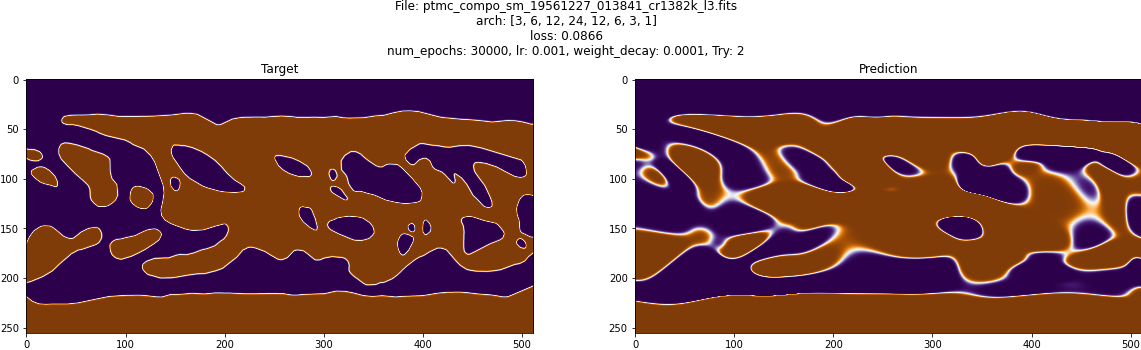 File: ptmc_compo_sm_19561227_013841_cr1382k_l3.fits
arch: [3, 6, 12, 24, 12, 6, 3, 1]
loss: 0.0866
num_epochs: 30000, lr: 0.001, weight_decay: 0.0001, Try: 2
Target
0
50
100
150
200
250
0 100 200 300 400 500
Prediction
0
50
100
150
200
250
0 100 200 300 400 500